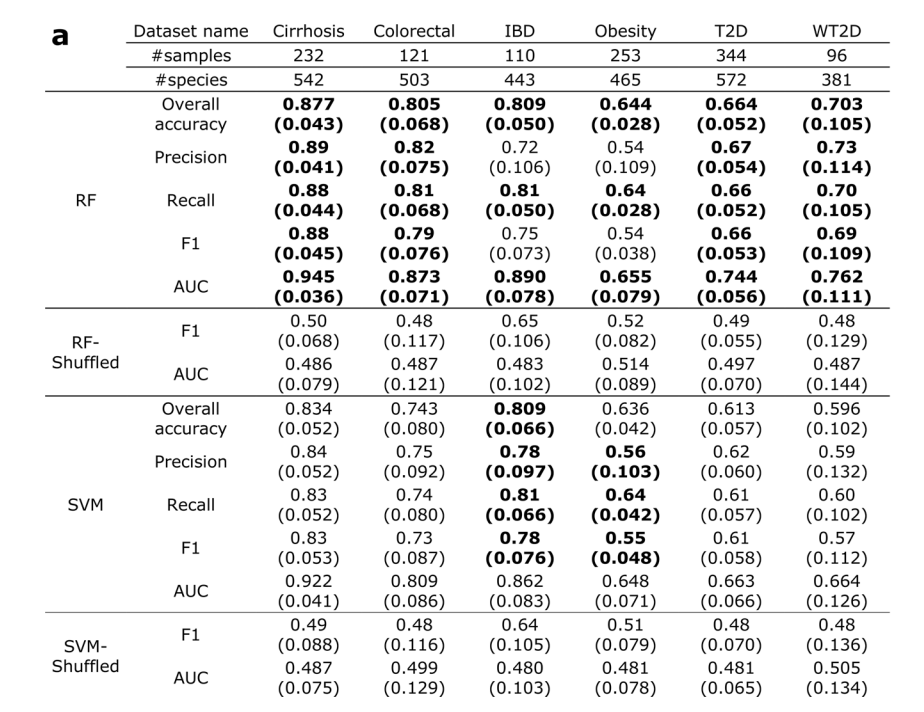 a
Dataset name Cirrhosis Colorectal IBD Obesity T2D WT2D
#samples 232 121 110 253 344 96
#species 542 503 443 465 572 381
RF
Overall accuracy 0.877 0.805 0.809 0.644 0.664 0.703
(0.043) (0.068) (0.050) (0.028) (0.052) (0.105)
Precision 0.89 0.82 0.72 0.54 0.67 0.73
(0.041) (0.075) (0.106) (0.109) (0.054) (0.114)
Recall 0.88 0.81 0.81 0.64 0.66 0.70
(0.044) (0.068) (0.050) (0.028) (0.052) (0.105)
F1 0.88 0.79 0.75 0.54 0.66 0.69
(0.045) (0.076) (0.073) (0.038) (0.053) (0.109)
AUC 0.945 0.873 0.890 0.655 0.744 0.762
(0.036) (0.071) (0.078) (0.079) (0.056) (0.111)
RF-Shuffled
F1 0.50 0.48 0.65 0.52 0.49 0.48
(0.068) (0.117) (0.106) (0.082) (0.055) (0.129)
AUC 0.486 0.487 0.483 0.514 0.497 0.487
(0.079) (0.121) (0.102) (0.089) (0.070) (0.144)
SVM
Overall accuracy 0.834 0.743 0.809 0.636 0.613 0.596
(0.052) (0.080) (0.066) (0.042) (0.057) (0.102)
Precision 0.84 0.75 0.78 0.56 0.62 0.59
(0.052) (0.092) (0.097) (0.103) (0.060) (0.132)
Recall 0.83 0.74 0.81 0.64 0.61 0.60
(0.052) (0.080) (0.066) (0.042) (0.057) (0.102)
F1 0.83 0.73 0.78 0.55 0.61 0.57
(0.053) (0.087) (0.076) (0.048) (0.058) (0.112)
AUC 0.922 0.809 0.862 0.648 0.663 0.664
(0.041) (0.086) (0.083) (0.071) (0.066) (0.126)
SVM-Shuffled
F1 0.49 0.48 0.64 0.51 0.48 0.48
(0.088) (0.116) (0.105) (0.079) (0.070) (0.136)
AUC 0.487 0.499 0.480 0.481 0.481 0.505
(0.075) (0.129) (0.103) (0.078) (0.065) (0.134)